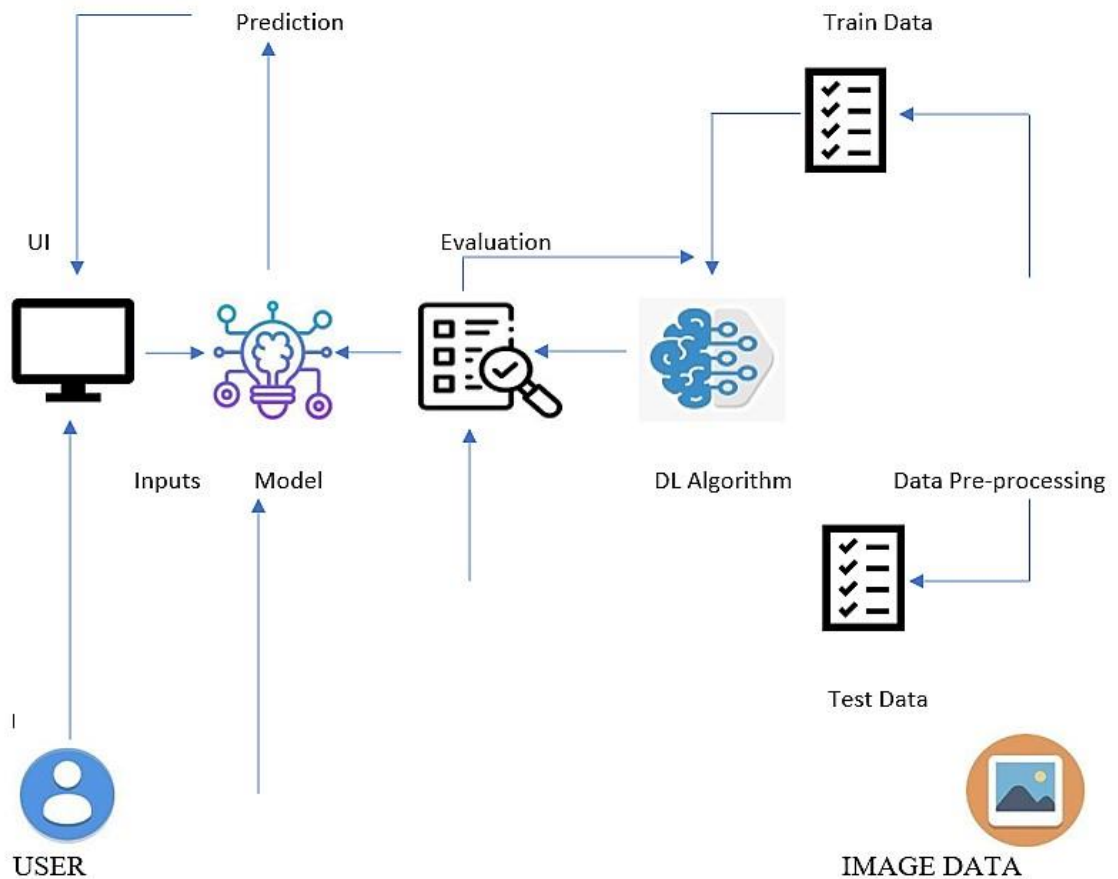 Prediction
Train Data
UI
Evaluation
Inputs
Model
DL Algorithm
Data Pre-processing
Test Data
I
USER
IMAGE DATA